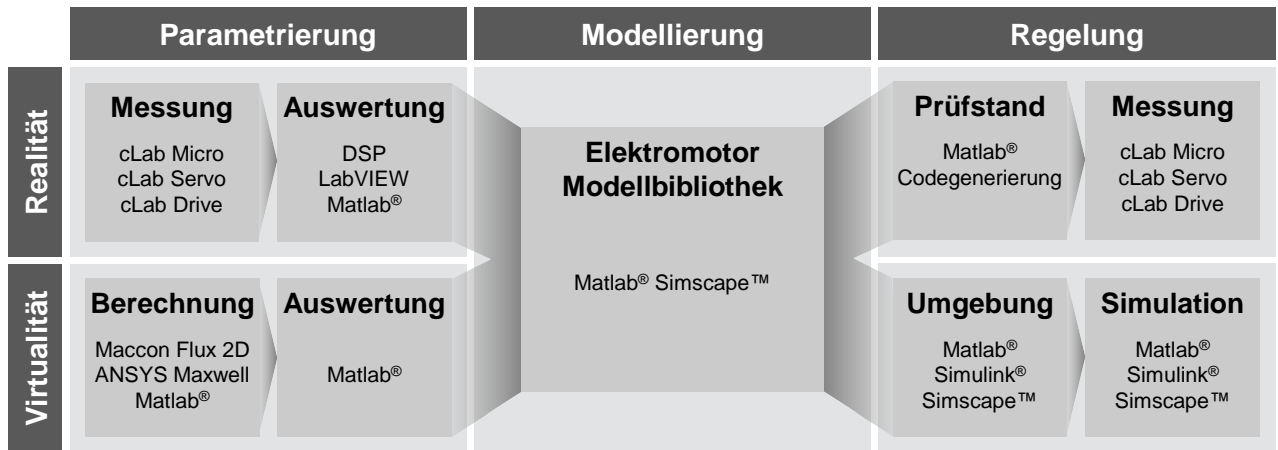 Parametrierung
Modellierung
Regelung
Realität
Messung
cLab Micro
cLab Servo
cLab Drive
Auswertung
DSP
LabVIEW
Matlab®
Elektromotor
Modellbibliothek
Matlab® Simscape™
Prüfstand
Matlab®
Codegenerierung
Messung
cLab Micro
cLab Servo
cLab Drive
Virtualität
Berechnung
Maccon Flux 2D
ANSYS Maxwell
Matlab®
Auswertung
Matlab®
Umgebung
Matlab®
Simulink®
Simscape™
Simulation
Matlab®
Simulink®
Simscape™